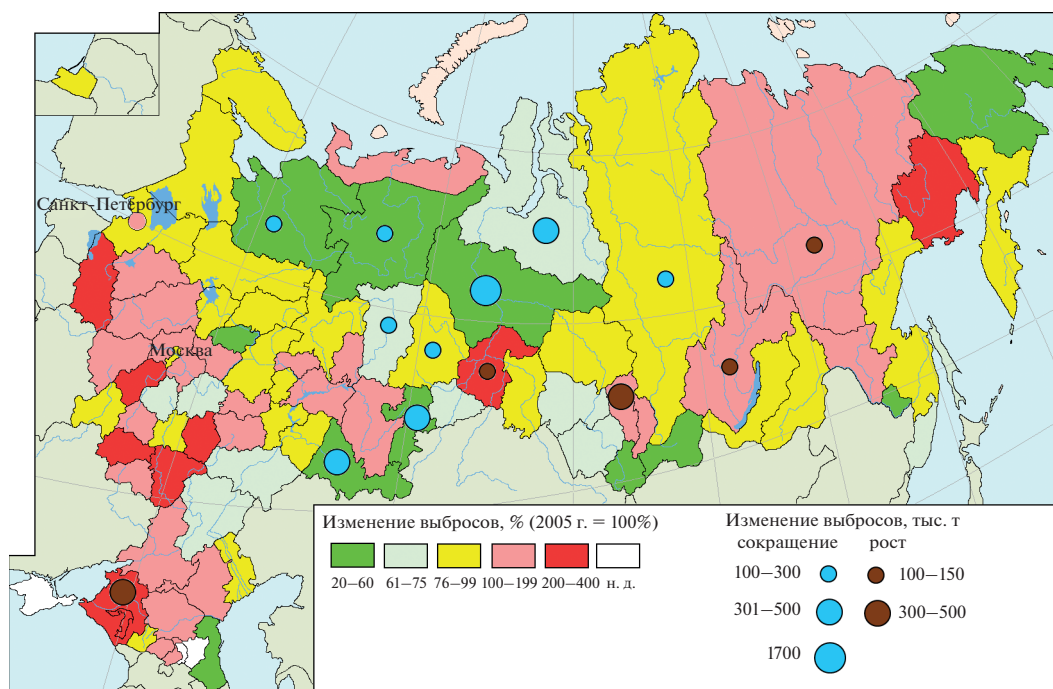 Санкт-Петербург
Москва
Изменение выбросов, % (2005 г. = 100%)
20–60 61–75 76–99 100–199 200–400 н. д.
Изменение выбросов, тыс. т
сокращение рост
100–300 100–150
301–500 300–500
1700